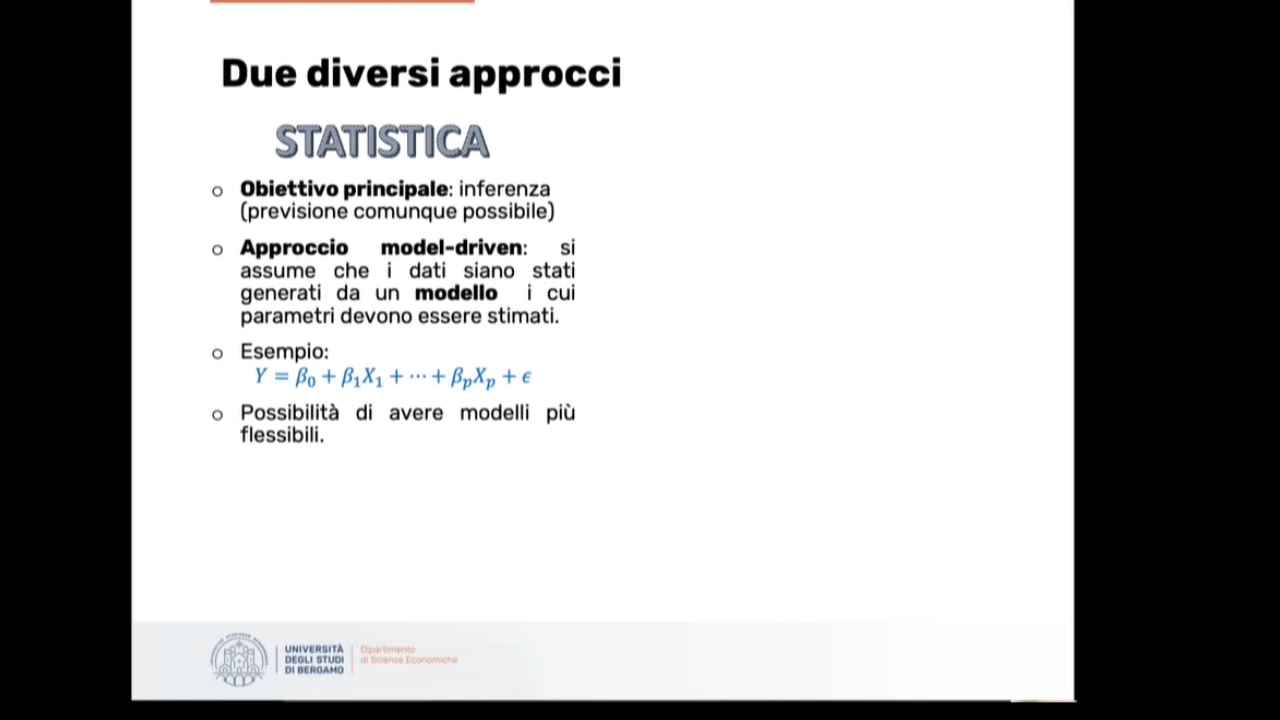 Due diversi approcci
STATISTICA
o Obiettivo principale: inferenza
(previsione comunque possibile)
o Approccio model-driven: si
assume che i dati siano stati
generati da un modello i cui
parametri devono essere stimati.
o Esempio:
Y = β₀ + β₁X₁ + ⋯ + βₚXₚ + ϵ
o Possibilità di avere modelli più
flessibili.
UNIVERSITÀ
DEGLI STUDI
DI BERGAMO
Dipartimento
di Scienze Economiche